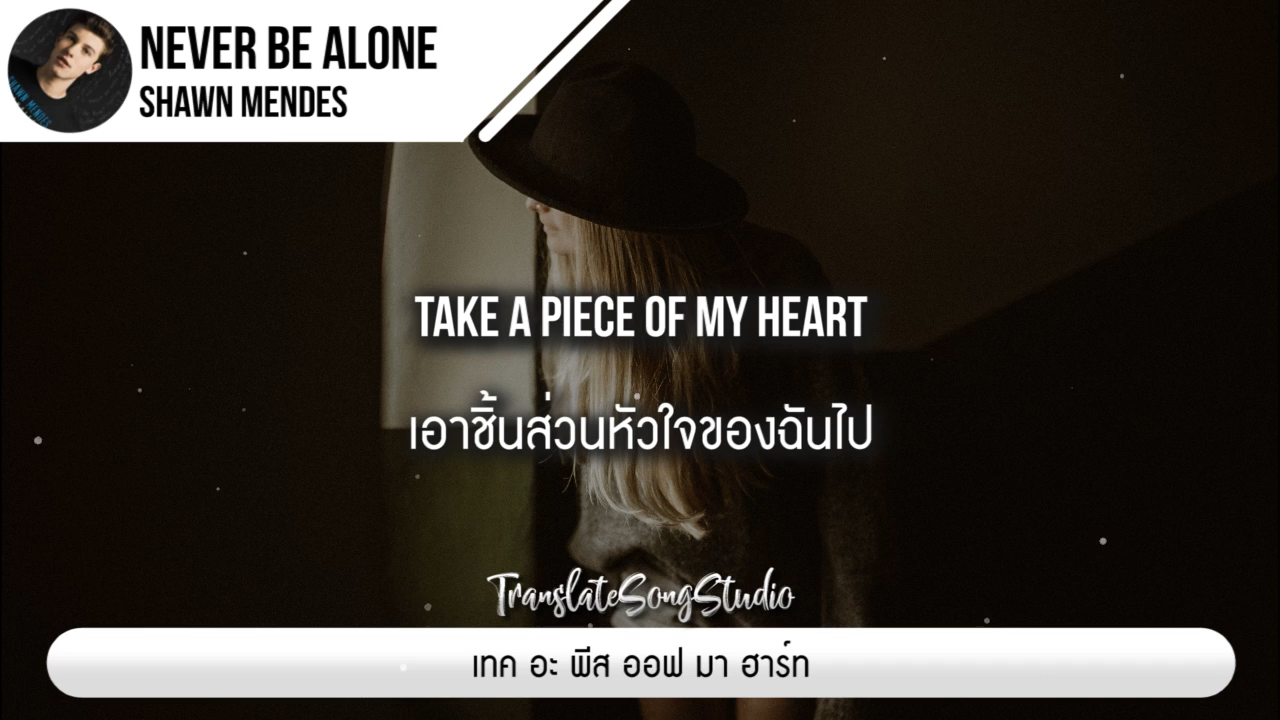 NEVER BE ALONE
SHAWN MENDES
TAKE A PIECE OF MY HEART
เอาชิ้นส่วนหัวใจของฉันไป
TranslateSongStudio
เทค อะ พีส ออฟ มา ฮาร์ท